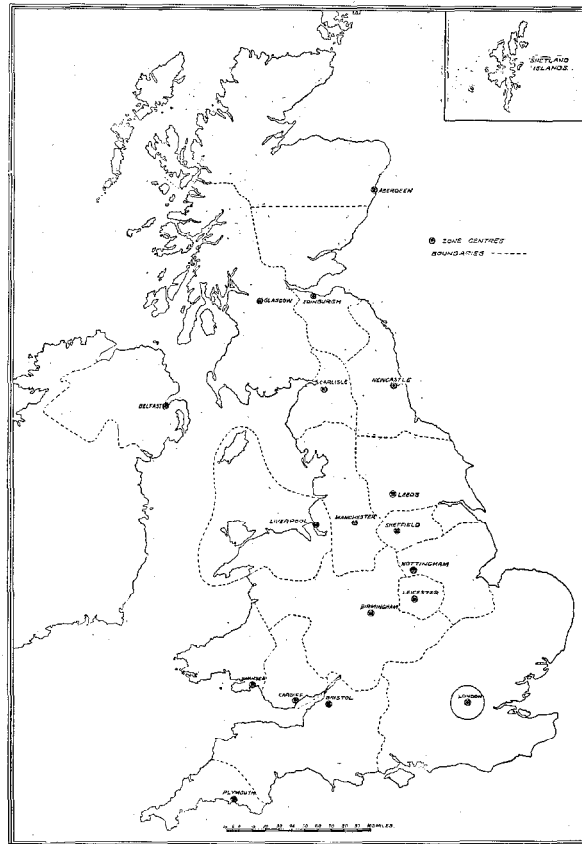 SHETLAND
ISLANDS.
ABERDEEN
ZONE CENTRES
BOUNDARIES
GLASGOW
EDINBURGH
CARLISLE
NEWCASTLE
BELFAST
LEEDS
LIVERPOOL
MANCHESTER
SHEFFIELD
NOTTINGHAM
LEICESTER
BIRMINGHAM
SWANSEA
CARDIFF
BRISTOL
LONDON
PLYMOUTH
MILES.